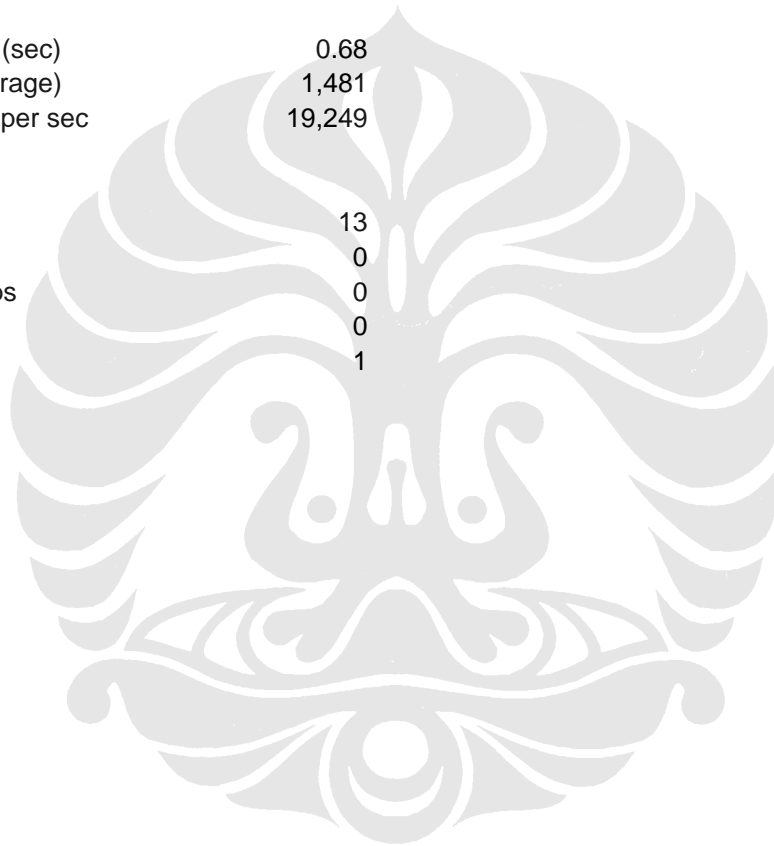 (sec) 0.68
rage) 1,481
per sec 19,249
13
0
os 0
0
1